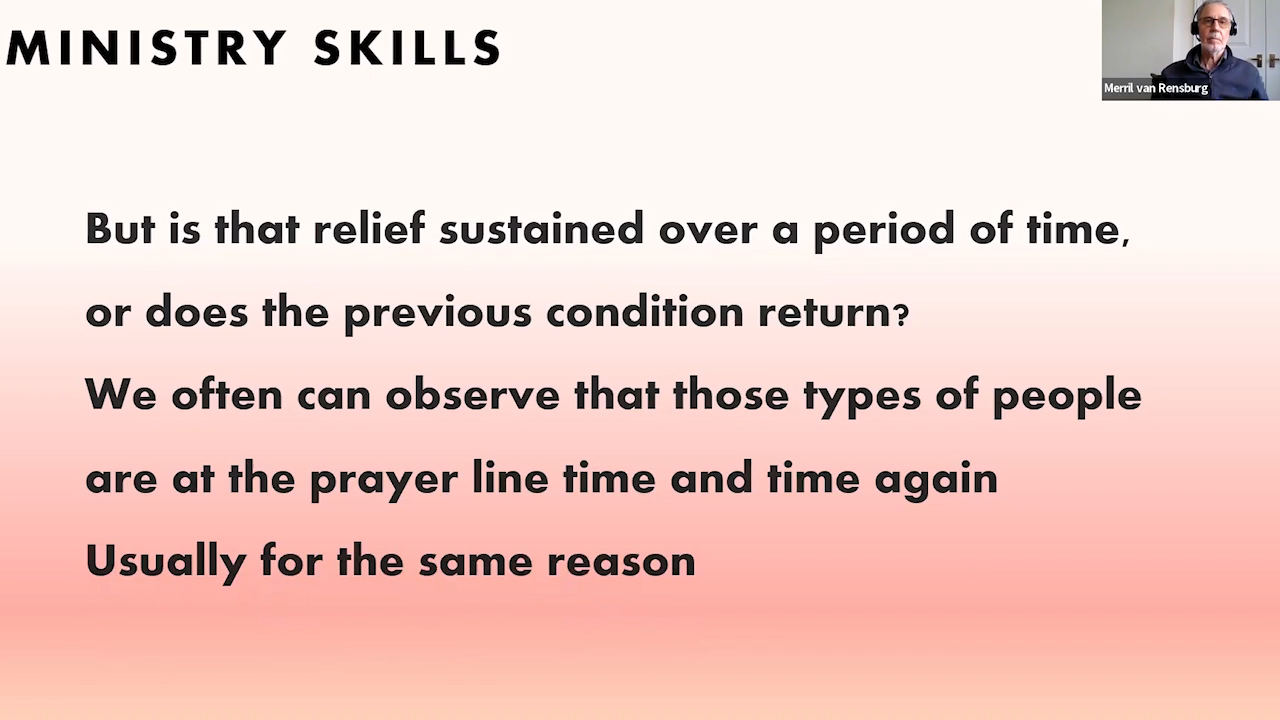 MINISTRY SKILLS
Merril van Rensburg
But is that relief sustained over a period of time,
or does the previous condition return?
We often can observe that those types of people
are at the prayer line time and time again
Usually for the same reason